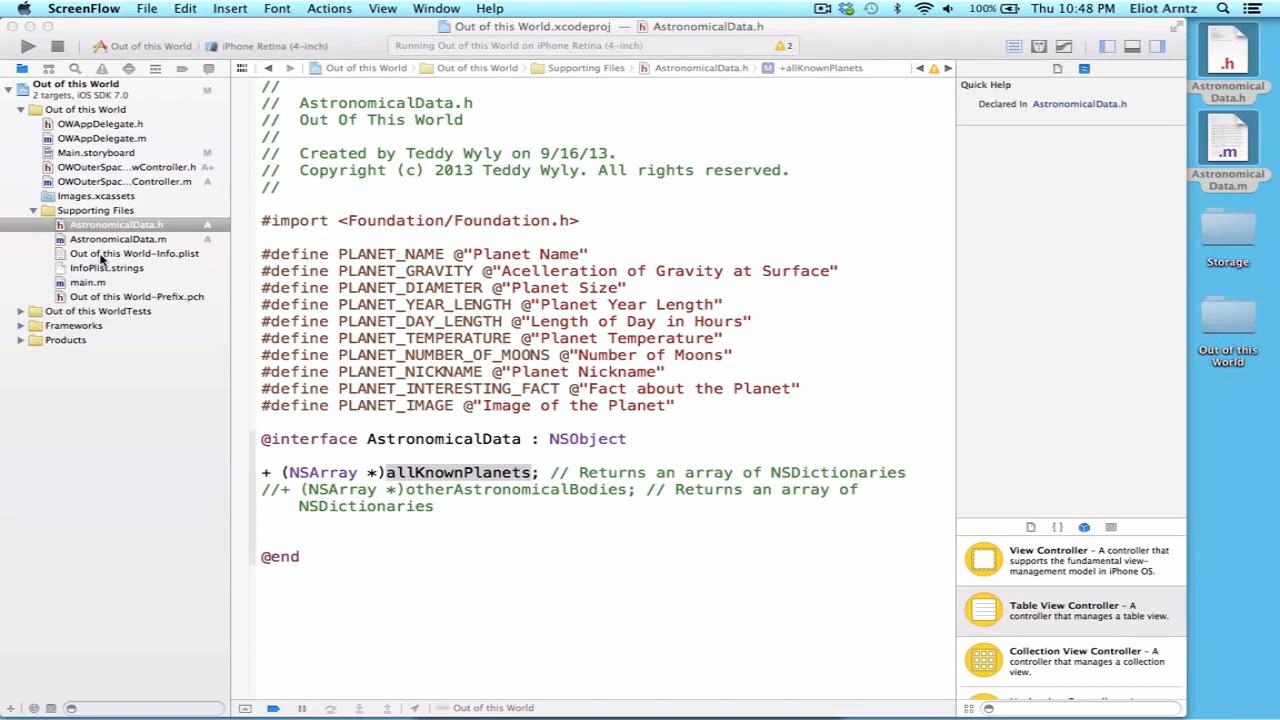 ScreenFlow File Edit Insert Font Actions View Window Help 100% Thu 10:48 PM Eliot Arntz
Out of this World.xcodeproj — AstronomicalData.h
Out of this World iPhone Retina (4-inch) Running Out of this World on iPhone Retina (4-inch) 2
Out of this World Out of this World Supporting Files AstronomicalData.h +allKnownPlanets
Out of this World M
2 targets, iOS SDK 7.0
Out of this World
OWAppDelegate.h
OWAppDelegate.m
Main.storyboard M
OWOuterSpac...wController.h A+
OWOuterSpac...Controller.m A
Images.xcassets
Supporting Files
AstronomicalData.h A
AstronomicalData.m A
Out of this World-Info.plist
InfoPlist.strings
main.m
Out of this World-Prefix.pch
Out of this WorldTests
Frameworks
Products
//
// AstronomicalData.h
// Out Of This World
//
// Created by Teddy Wyly on 9/16/13.
// Copyright (c) 2013 Teddy Wyly. All rights reserved.
//
#import <Foundation/Foundation.h>
#define PLANET_NAME @"Planet Name"
#define PLANET_GRAVITY @"Acelleration of Gravity at Surface"
#define PLANET_DIAMETER @"Planet Size"
#define PLANET_YEAR_LENGTH @"Planet Year Length"
#define PLANET_DAY_LENGTH @"Length of Day in Hours"
#define PLANET_TEMPERATURE @"Planet Temperature"
#define PLANET_NUMBER_OF_MOONS @"Number of Moons"
#define PLANET_NICKNAME @"Planet Nickname"
#define PLANET_INTERESTING_FACT @"Fact about the Planet"
#define PLANET_IMAGE @"Image of the Planet"
@interface AstronomicalData : NSObject
+ (NSArray *)allKnownPlanets; // Returns an array of NSDictionaries
//+ (NSArray *)otherAstronomicalBodies; // Returns an array of
NSDictionaries
@end
Out of this World
Quick Help
Declared In AstronomicalData.h
{ }
View Controller – A controller that
supports the fundamental view-
management model in iPhone OS.
Table View Controller – A
controller that manages a table view.
Collection View Controller – A
controller that manages a collection
view.
.h
Astronomical
Data.h
.m
Astronomical
Data.m
Storage
Out of this
World